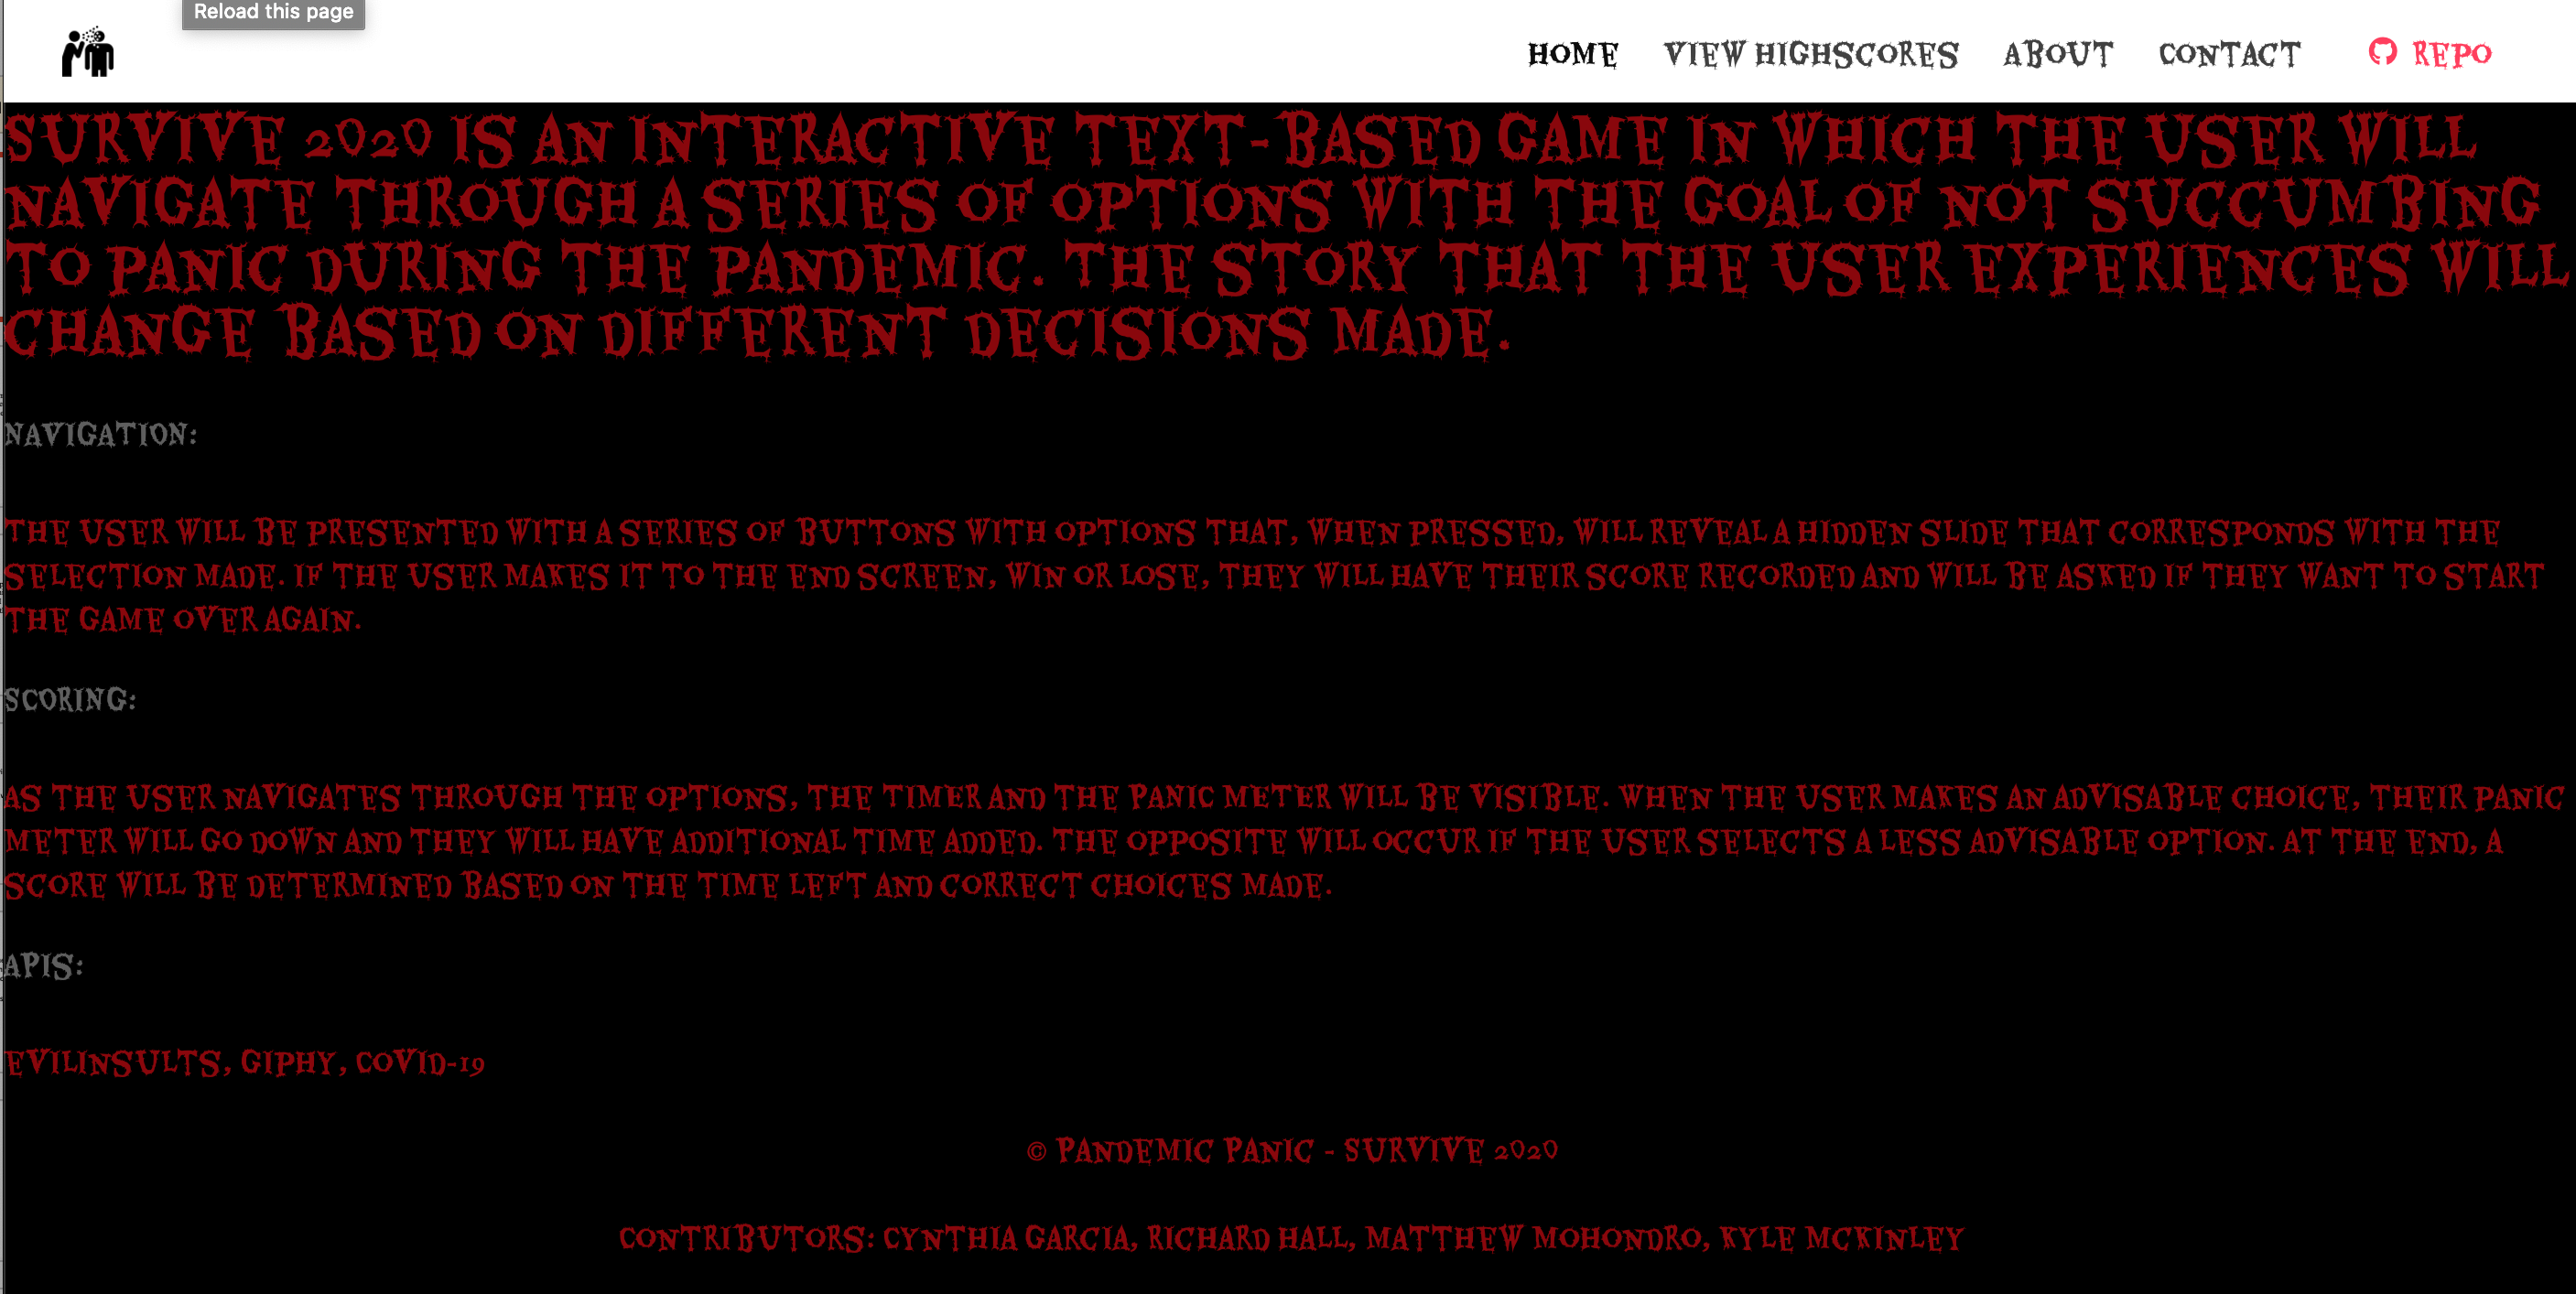 Reload this page
HOME VIEW HIGHSCORES ABOUT CONTACT REPO
SURVIVE 2020 IS AN INTERACTIVE TEXT-BASED GAME IN WHICH THE USER WILL
NAVIGATE THROUGH A SERIES OF OPTIONS WITH THE GOAL OF NOT SUCCUMBING
TO PANIC DURING THE PANDEMIC. THE STORY THAT THE USER EXPERIENCES WILL
CHANGE BASED ON DIFFERENT DECISIONS MADE.
NAVIGATION:
THE USER WILL BE PRESENTED WITH A SERIES OF BUTTONS WITH OPTIONS THAT, WHEN PRESSED, WILL REVEAL A HIDDEN SLIDE THAT CORRESPONDS WITH THE
SELECTION MADE. IF THE USER MAKES IT TO THE END SCREEN, WIN OR LOSE, THEY WILL HAVE THEIR SCORE RECORDED AND WILL BE ASKED IF THEY WANT TO START
THE GAME OVER AGAIN.
SCORING:
AS THE USER NAVIGATES THROUGH THE OPTIONS, THE TIMER AND THE PANIC METER WILL BE VISIBLE. WHEN THE USER MAKES AN ADVISABLE CHOICE, THEIR PANIC
METER WILL GO DOWN AND THEY WILL HAVE ADDITIONAL TIME ADDED. THE OPPOSITE WILL OCCUR IF THE USER SELECTS A LESS ADVISABLE OPTION. AT THE END, A
SCORE WILL BE DETERMINED BASED ON THE TIME LEFT AND CORRECT CHOICES MADE.
APIS:
EVILINSULTS, GIPHY, COVID-19
© PANDEMIC PANIC - SURVIVE 2020
CONTRIBUTORS: CYNTHIA GARCIA, RICHARD HALL, MATTHEW MOHONDRO, KYLE MCKINLEY